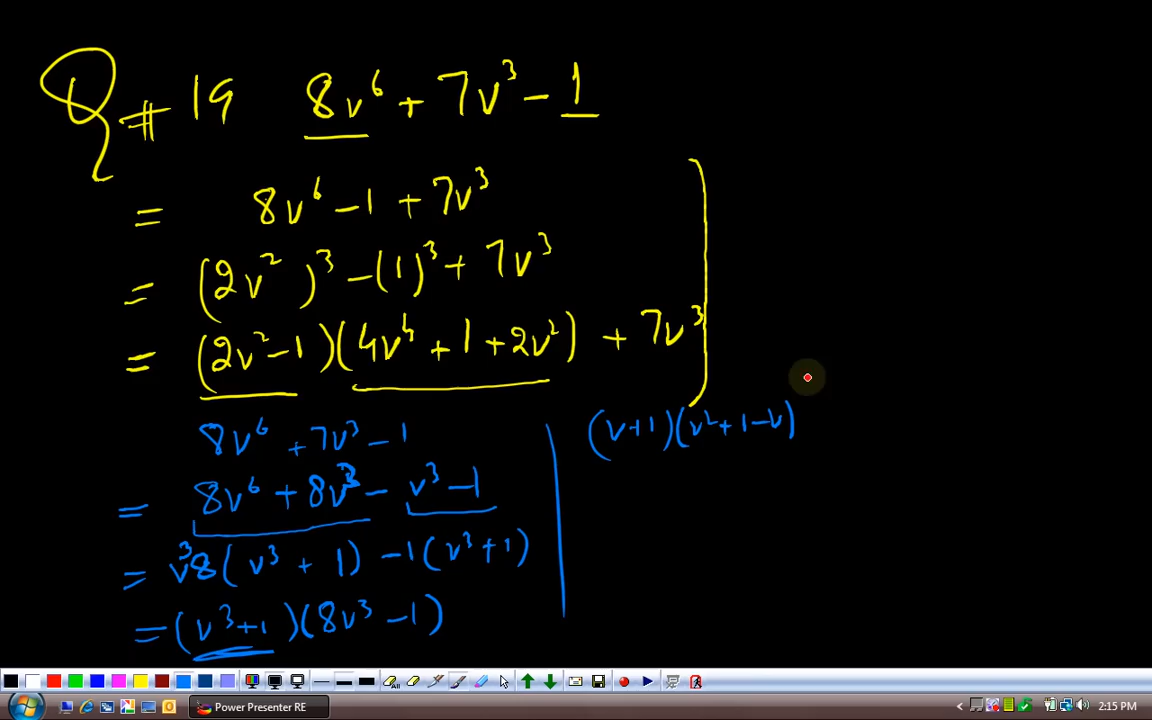 Q # 19 8v⁶ + 7v³ - 1
= 8v⁶ - 1 + 7v³
= (2v² )³ - (1)³ + 7v³
= (2v² - 1)(4v⁴ + 1 + 2v²) + 7v³
8v⁶ + 7v³ - 1
= 8v⁶ + 8v³ - v³ - 1
= v³8(v³ + 1) - 1(v³ + 1)
= (v³ + 1)(8v³ - 1)
(v + 1)(v² + 1 - v)
All
Power Presenter RE
2:15 PM